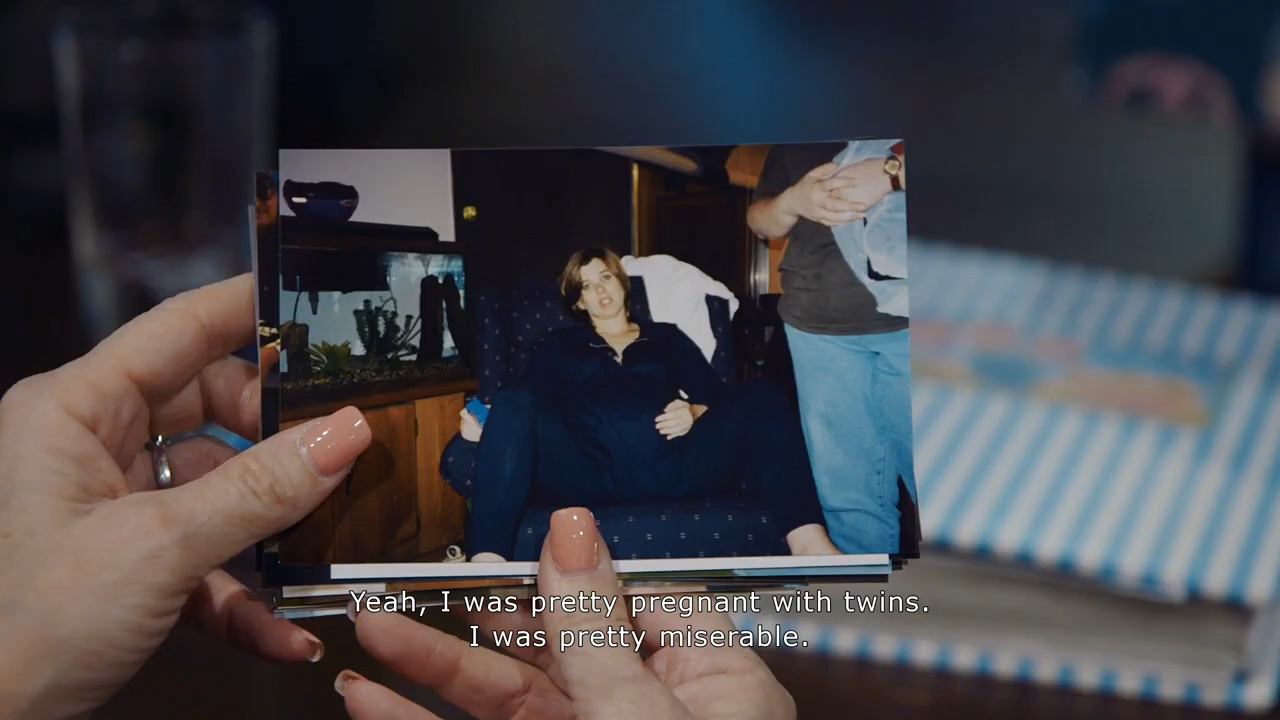 Yeah, I was pretty pregnant with twins.
I was pretty miserable.